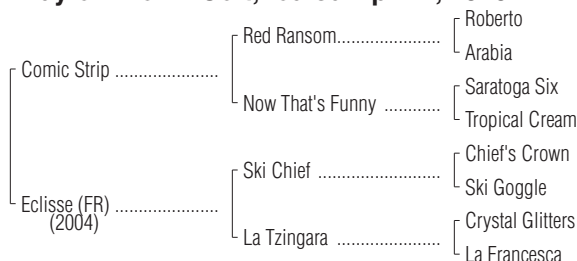 Roberto
Red Ransom....................
Arabia
Comic Strip ........................
Saratoga Six
Now That's Funny .............
Tropical Cream
Chief's Crown
Ski Chief .........................
Ski Goggle
Eclisse (FR) ........................
(2004)
Crystal Glitters
La Tzingara .....................
La Francesca